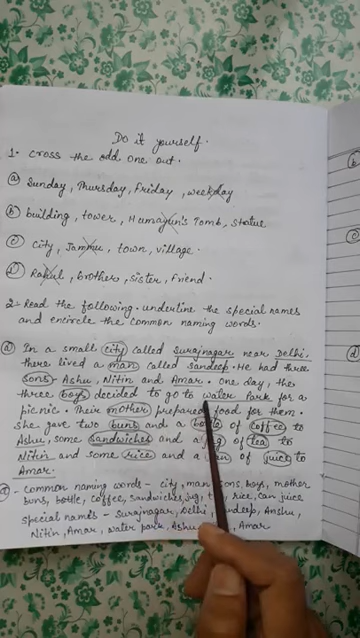 Do it yourself.
1. Cross the odd one out.
(a) Sunday, Thursday, Friday, weekday
(b) building, tower, Humayun's Tomb, statue
(c) City, Jammu, town, village.
(d) Rahul, brother, sister, friend.
2. Read the following. underline the special names
and encircle the common naming words.
(a) In a small city called Surajnagar near Delhi.
there lived a man called Sandeep. He had three
sons. Ashu, Nitin and Amar. One day, the
three boys decided to go to water Park for a
picnic. Their mother prepared food for them.
She gave two buns and a bottle of coffee to
Ashu, some sandwiches and a jug of tea to
Nitin and some rice and a can of juice to
Amar.
Common naming words - city, man, sons, boys, mother
buns, bottle, coffee, sandwiches, jug, rice, can juice
special names - Surajnagar, Delhi, Anshu,
Nitin, Amar, water park, Ashu Amar
(b)
(c)
(d)